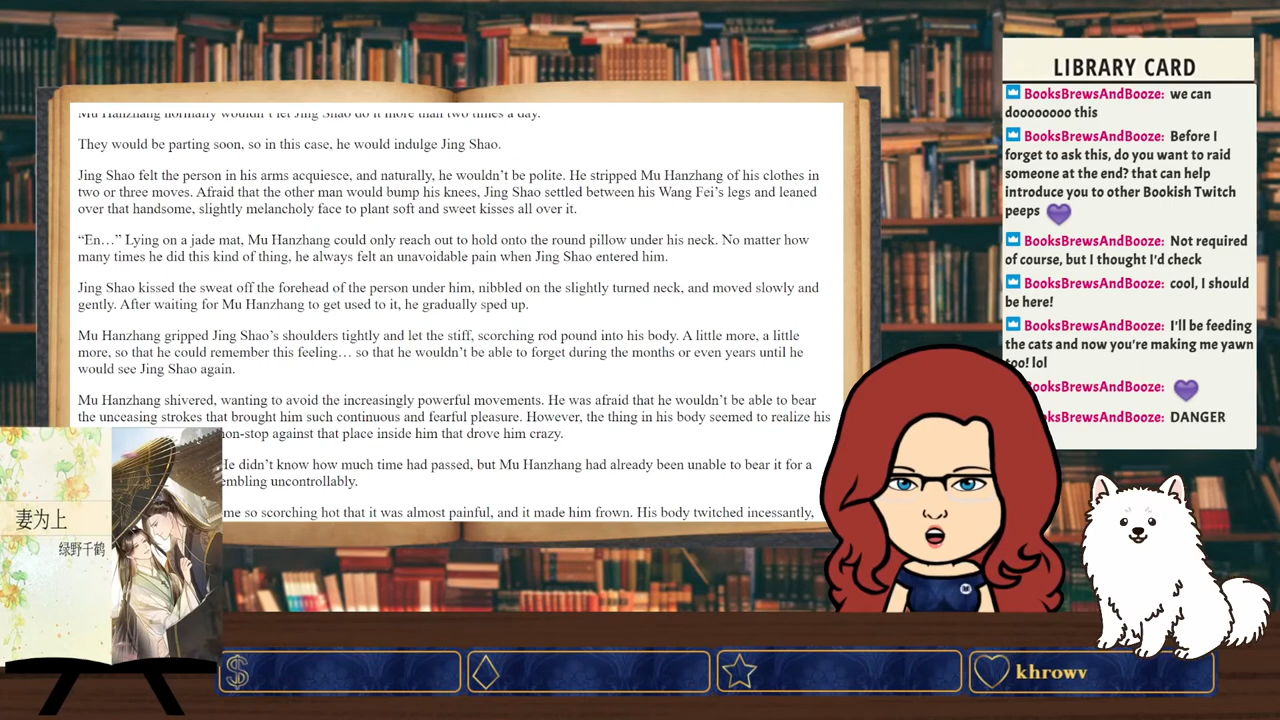 Mu Hanzhang normally wouldn't let Jing Shao do it more than two times a day.
They would be parting soon, so in this case, he would indulge Jing Shao.
Jing Shao felt the person in his arms acquiesce, and naturally, he wouldn't be polite. He stripped Mu Hanzhang of his clothes in
two or three moves. Afraid that the other man would bump his knees, Jing Shao settled between his Wang Fei's legs and leaned
over that handsome, slightly melancholy face to plant soft and sweet kisses all over it.
“En…” Lying on a jade mat, Mu Hanzhang could only reach out to hold onto the round pillow under his neck. No matter how
many times he did this kind of thing, he always felt an unavoidable pain when Jing Shao entered him.
Jing Shao kissed the sweat off the forehead of the person under him, nibbled on the slightly turned neck, and moved slowly and
gently. After waiting for Mu Hanzhang to get used to it, he gradually sped up.
Mu Hanzhang gripped Jing Shao's shoulders tightly and let the stiff, scorching rod pound into his body. A little more, a little
more, so that he could remember this feeling… so that he wouldn't be able to forget during the months or even years until he
would see Jing Shao again.
Mu Hanzhang shivered, wanting to avoid the increasingly powerful movements. He was afraid that he wouldn't be able to bear
the unceasing strokes that brought him such continuous and fearful pleasure. However, the thing in his body seemed to realize his
non-stop against that place inside him that drove him crazy.
He didn't know how much time had passed, but Mu Hanzhang had already been unable to bear it for a
embling uncontrollably.
me so scorching hot that it was almost painful, and it made him frown. His body twitched incessantly,
LIBRARY CARD
BooksBrewsAndBooze: we can
dooooooo this
BooksBrewsAndBooze: Before I
forget to ask this, do you want to raid
someone at the end? that can help
introduce you to other Bookish Twitch
peeps
BooksBrewsAndBooze: Not required
of course, but I thought I'd check
BooksBrewsAndBooze: cool, I should
be here!
BooksBrewsAndBooze: I'll be feeding
the cats and now you're making me yawn
too! lol
ooksBrewsAndBooze:
ksBrewsAndBooze: DANGER
妻为上
绿野千鹤
khrowv